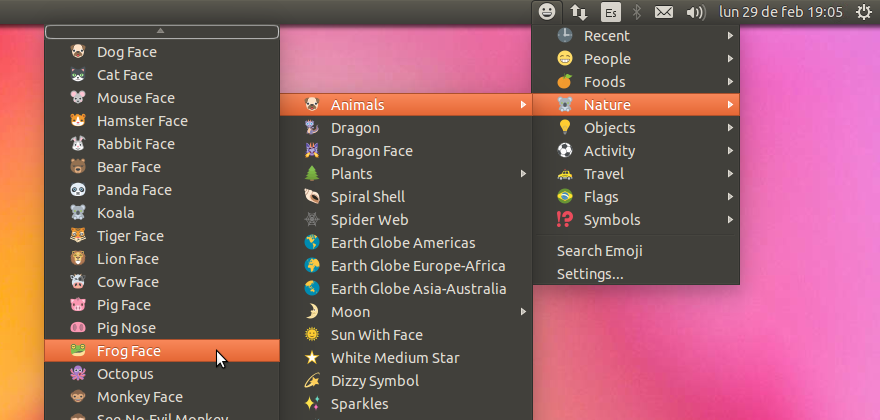 Es
lun 29 de feb 19:05
Dog Face
Cat Face
Mouse Face
Hamster Face
Rabbit Face
Bear Face
Panda Face
Koala
Tiger Face
Lion Face
Cow Face
Pig Face
Pig Nose
Frog Face
Octopus
Monkey Face
See No-Evil Monkey
Animals
Dragon
Dragon Face
Plants
Spiral Shell
Spider Web
Earth Globe Americas
Earth Globe Europe-Africa
Earth Globe Asia-Australia
Moon
Sun With Face
White Medium Star
Dizzy Symbol
Sparkles
Recent
People
Foods
Nature
Objects
Activity
Travel
Flags
Symbols
Search Emoji
Settings...